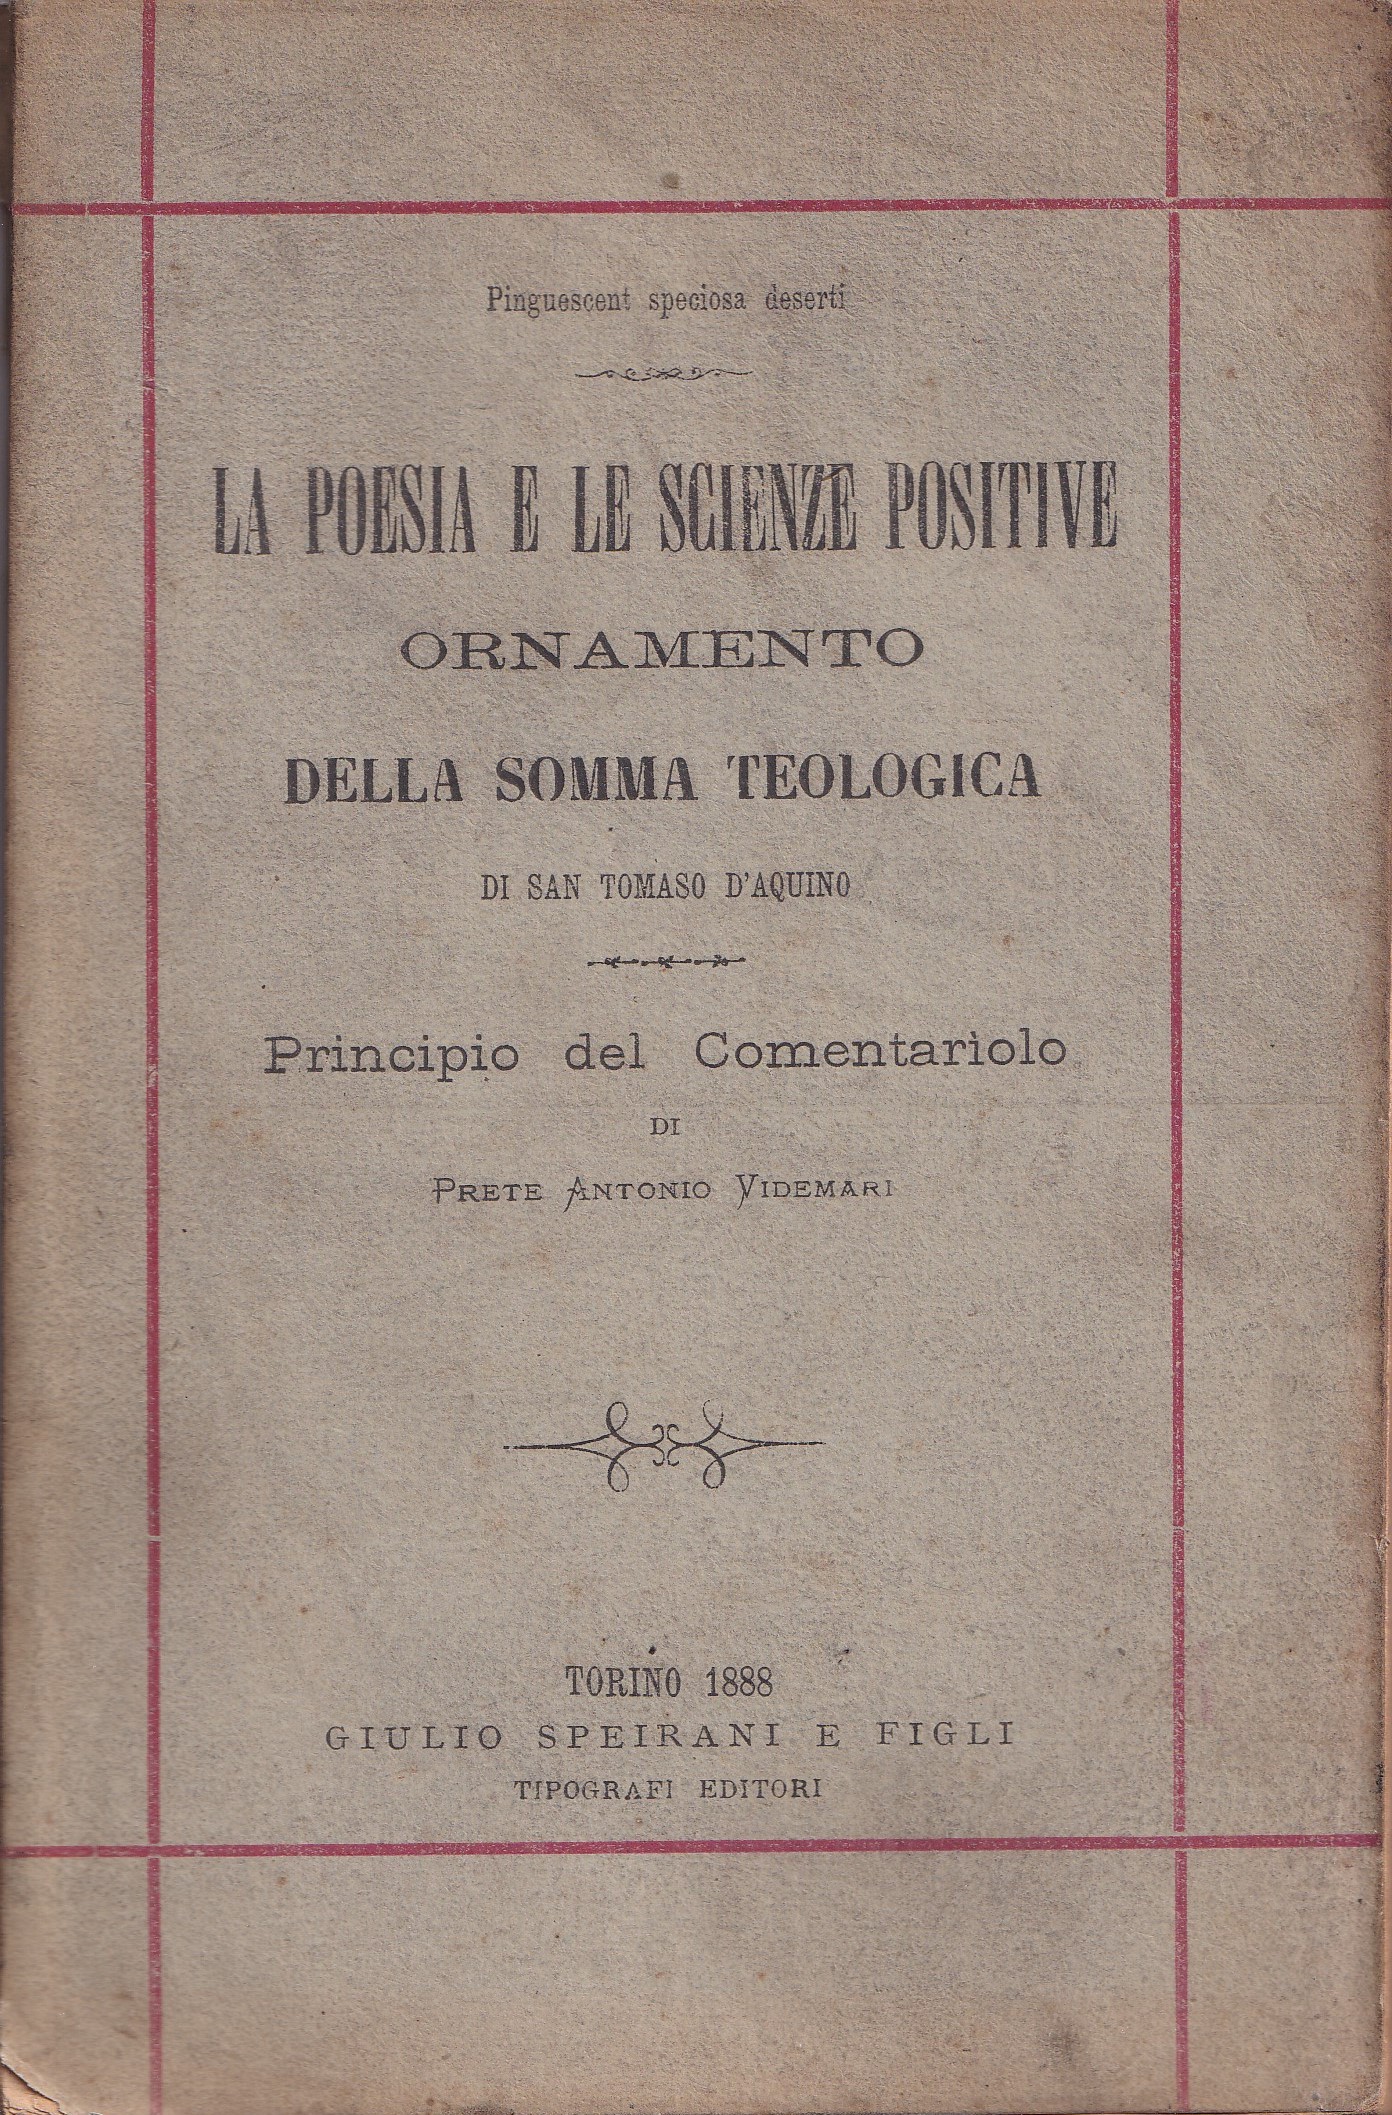 Pinguescent speciosa deserti
LA POESIA E LE SCIENZE POSITIVE
ORNAMENTO
DELLA SOMMA TEOLOGICA
DI SAN TOMASO D'AQUINO
Principio del Comentariolo
DI
PRETE ANTONIO VIDEMARI
TORINO 1888
GIULIO SPEIRANI E FIGLI
TIPOGRAFI EDITORI